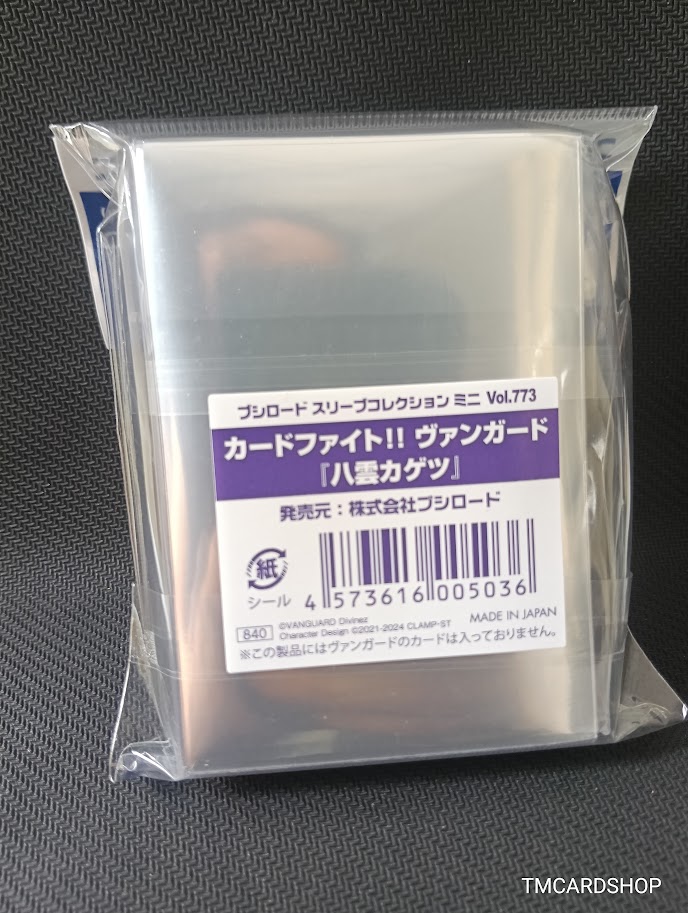 ブシロード スリーブコレクション ミニ Vol.773
カードファイト!! ヴァンガード
『八雲カゲツ』
発売元：株式会社ブシロード
紙
シール
4 573616 005036
840
©VANGUARD Divinez
Character Design ©2021-2024 CLAMP・ST
MADE IN JAPAN
※この製品にはヴァンガードのカードは入っておりません。
TMCARDSHOP